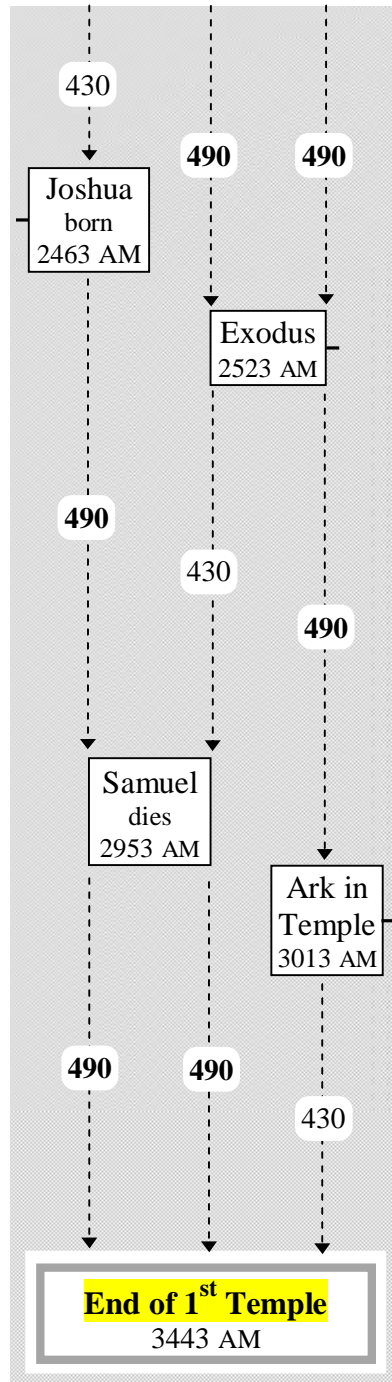 430
490
490
Joshua
born
2463 AM
Exodus
2523 AM
490
430
490
Samuel
dies
2953 AM
Ark in
Temple
3013 AM
490
490
430
End of 1st Temple
3443 AM